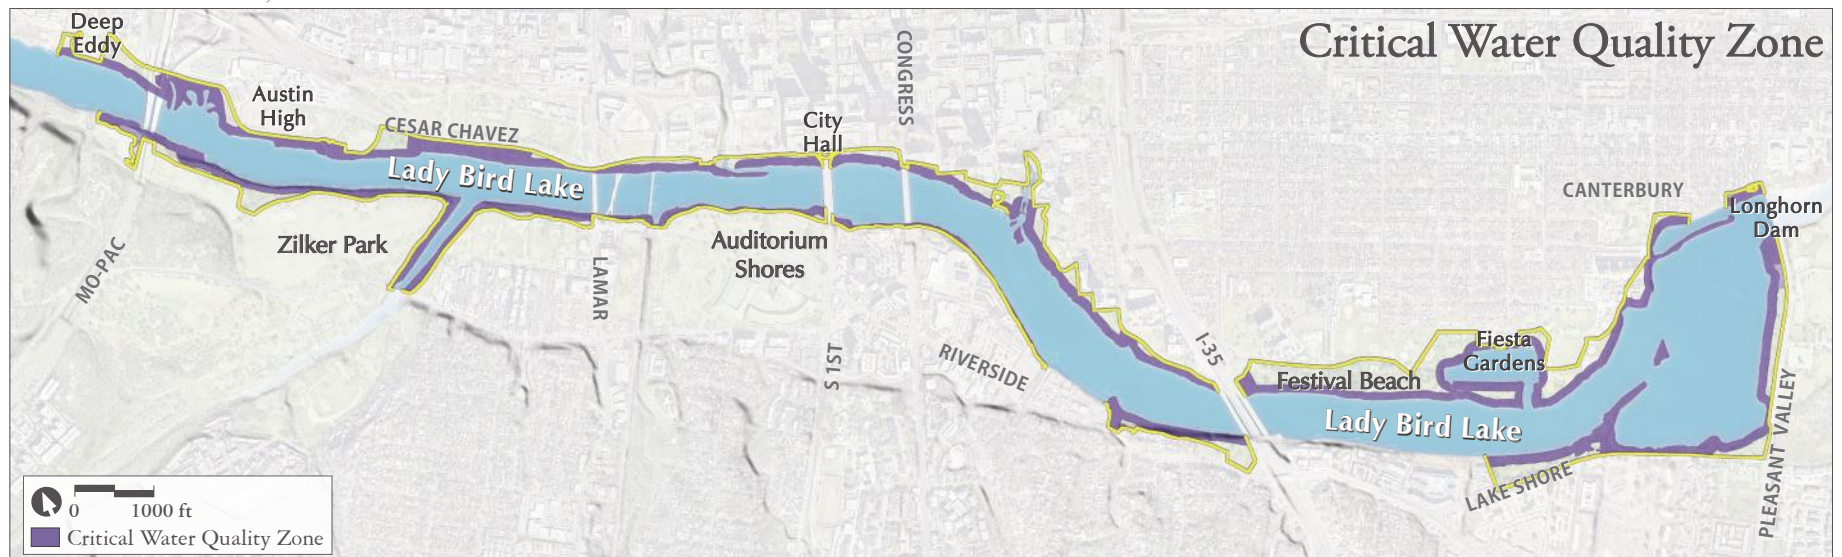 Critical Water Quality Zone
Deep
Eddy
Austin
High
CESAR CHAVEZ
CONGRESS
City
Hall
Lady Bird Lake
Zilker Park
MO-PAC
LAMAR
Auditorium
Shores
S 1ST
RIVERSIDE
I-35
CANTERBURY
Longhorn
Dam
Fiesta
Gardens
Festival Beach
Lady Bird Lake
LAKE SHORE
PLEASANT VALLEY
0 1000 ft
Critical Water Quality Zone